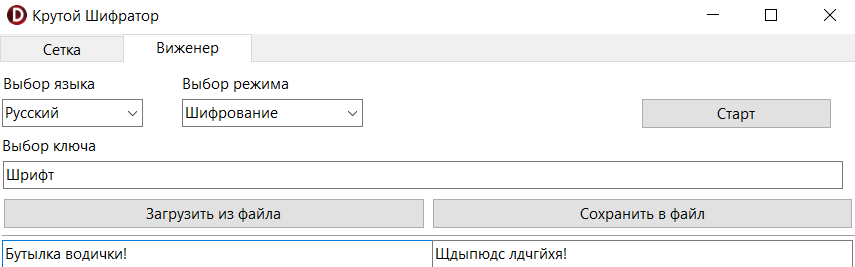 Крутой Шифратор
Сетка Виженер
Выбор языка Выбор режима
Русский Шифрование Старт
Выбор ключа
Шрифт
Загрузить из файла Сохранить в файл
Бутылка водички! Щдыпюдс лдчгйхя!